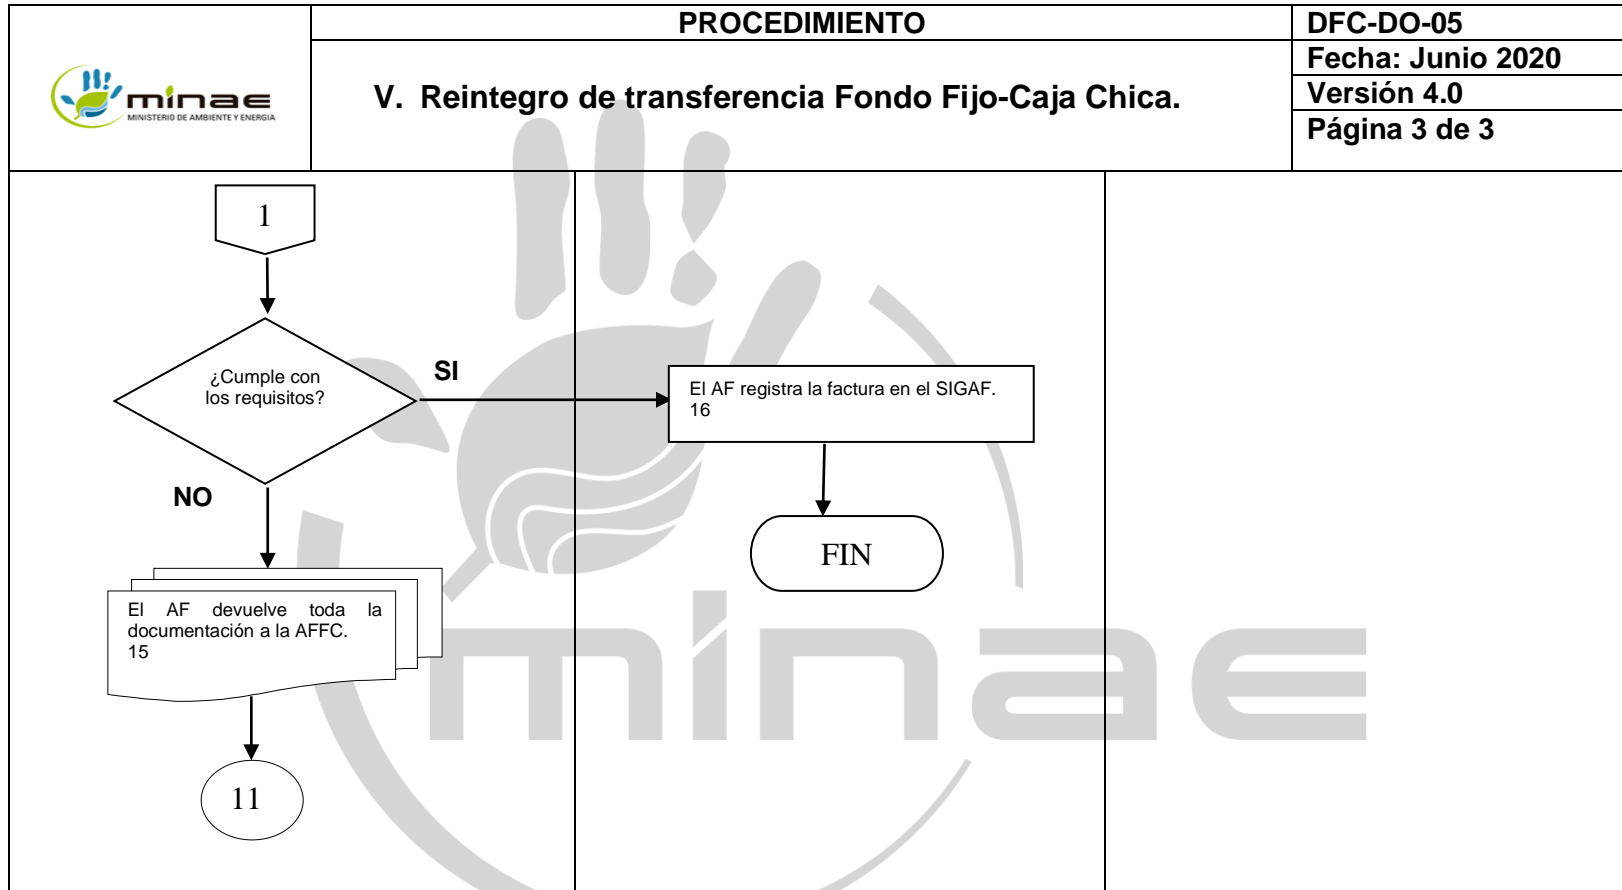 minae
MINISTERIO DE AMBIENTE Y ENERGIA
PROCEDIMIENTO
V. Reintegro de transferencia Fondo Fijo-Caja Chica.
DFC-DO-05
Fecha: Junio 2020
Versión 4.0
Página 3 de 3
1
¿Cumple con
los requisitos?
SI
El AF registra la factura en el SIGAF.
16
NO
FIN
El AF devuelve toda la
documentación a la AFFC.
15
11
minae